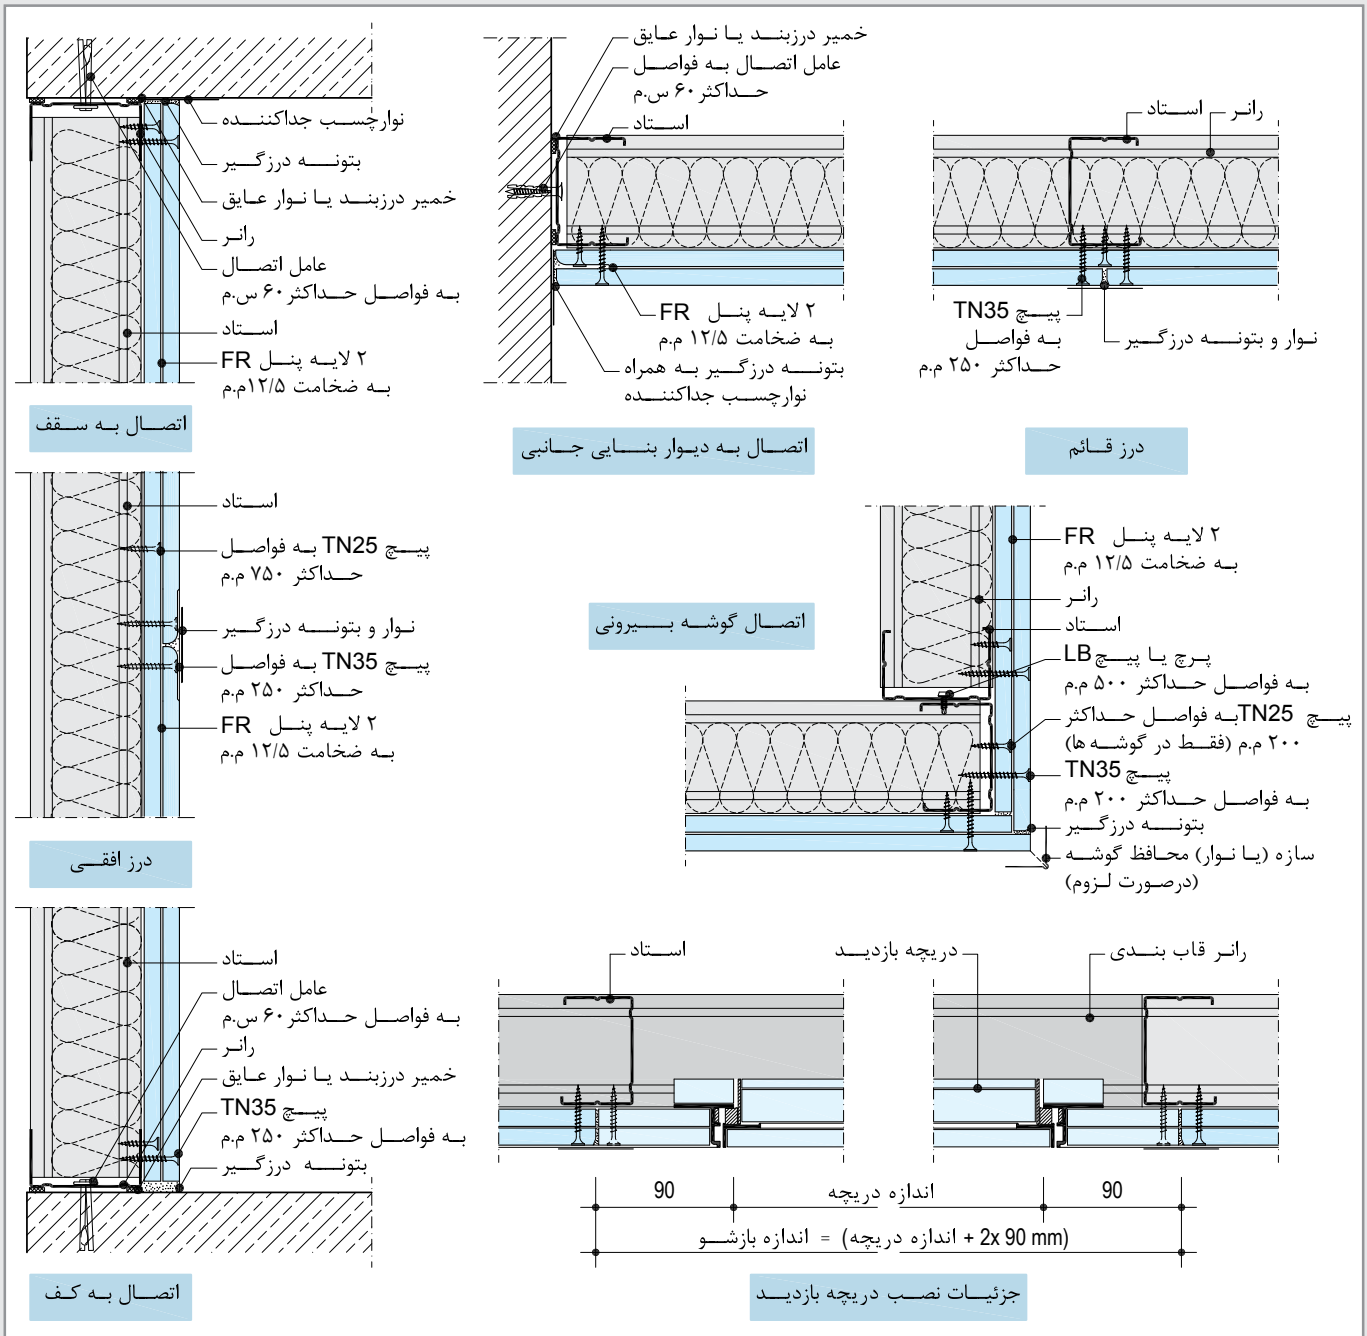 نوارچسب جداکننده
بتونه درزگیر
خمیر درزبند یا نوار عایق
رانر
عامل اتصال
به فواصل حداکثر ۶۰ س.م
استاد
۲ لایه پنل FR
به ضخامت ۱۲/۵ م.م
اتصال به سقف
خمیر درزبند یا نوار عایق
عامل اتصال به فواصل
حداکثر ۶۰ س.م
استاد
۲ لایه پنل FR
به ضخامت ۱۲/۵ م.م
بتونه درزگیر به همراه
نوارچسب جداکننده
اتصال به دیوار بنایی جانبی
رانر
استاد
پیچ TN35
به فواصل
حداکثر ۲۵۰ م.م
نوار و بتونه درزگیر
درز قائم
استاد
پیچ TN25 به فواصل
حداکثر ۷۵۰ م.م
نوار و بتونه درزگیر
پیچ TN35 به فواصل
حداکثر ۲۵۰ م.م
۲ لایه پنل FR
به ضخامت ۱۲/۵ م.م
درز افقی
۲ لایه پنل FR
به ضخامت ۱۲/۵ م.م
رانر
استاد
پرچ یا پیچ LB
به فواصل حداکثر ۵۰۰ م.م
پیچ TN25 به فواصل حداکثر
۲۰۰ م.م (فقط در گوشه ها)
پیچ TN35
به فواصل حداکثر ۲۰۰ م.م
بتونه درزگیر
سازه (یا نوار) محافظ گوشه
(درصورت لزوم)
اتصال گوشه بیرونی
استاد
عامل اتصال
به فواصل حداکثر ۶۰ س.م
رانر
خمیر درزبند یا نوار عایق
پیچ TN35
به فواصل حداکثر ۲۵۰ م.م
بتونه درزگیر
اتصال به کف
استاد
دریچه بازدید
رانر قاب بندی
90
اندازه دریچه
90
اندازه بازشو = (اندازه دریچه + 2x 90 mm)
جزئیات نصب دریچه بازدید